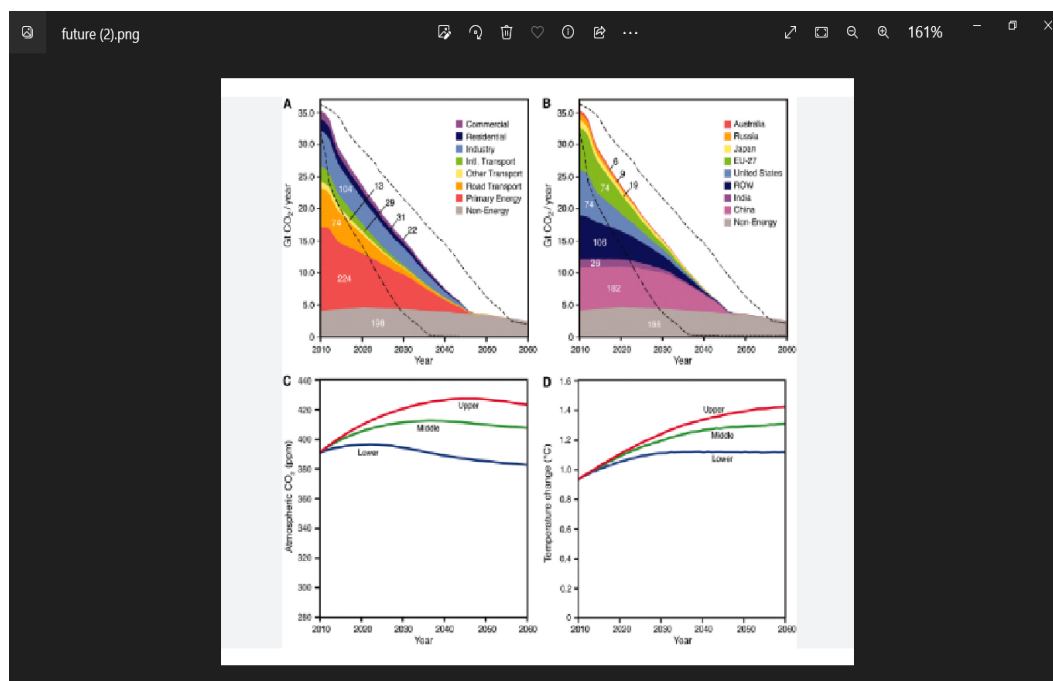 future (2).png
161%
A
35.0
30.0
25.0
20.0
15.0
10.0
5.0
0
Gt CO₂/year
2010 2020 2030 2040 2050 2060
Year
Commercial
Residential
Industry
Intl. Transport
Other Transport
Road Transport
Primary Energy
Non-Energy
104
13
29
31
22
74
224
198
B
35.0
30.0
25.0
20.0
15.0
10.0
5.0
0
Gt CO₂/year
2010 2020 2030 2040 2050 2060
Year
Australia
Russia
Japan
EU-27
United States
ROW
India
China
Non-Energy
6
9
19
74
74
106
29
182
198
C
440
420
400
380
360
340
320
300
280
Atmospheric CO₂ (ppm)
2010 2020 2030 2040 2050 2060
Year
Upper
Middle
Lower
D
1.6
1.4
1.2
1.0
0.8
0.6
0.4
0.2
0
Temperature change (°C)
2010 2020 2030 2040 2050 2060
Year
Upper
Middle
Lower